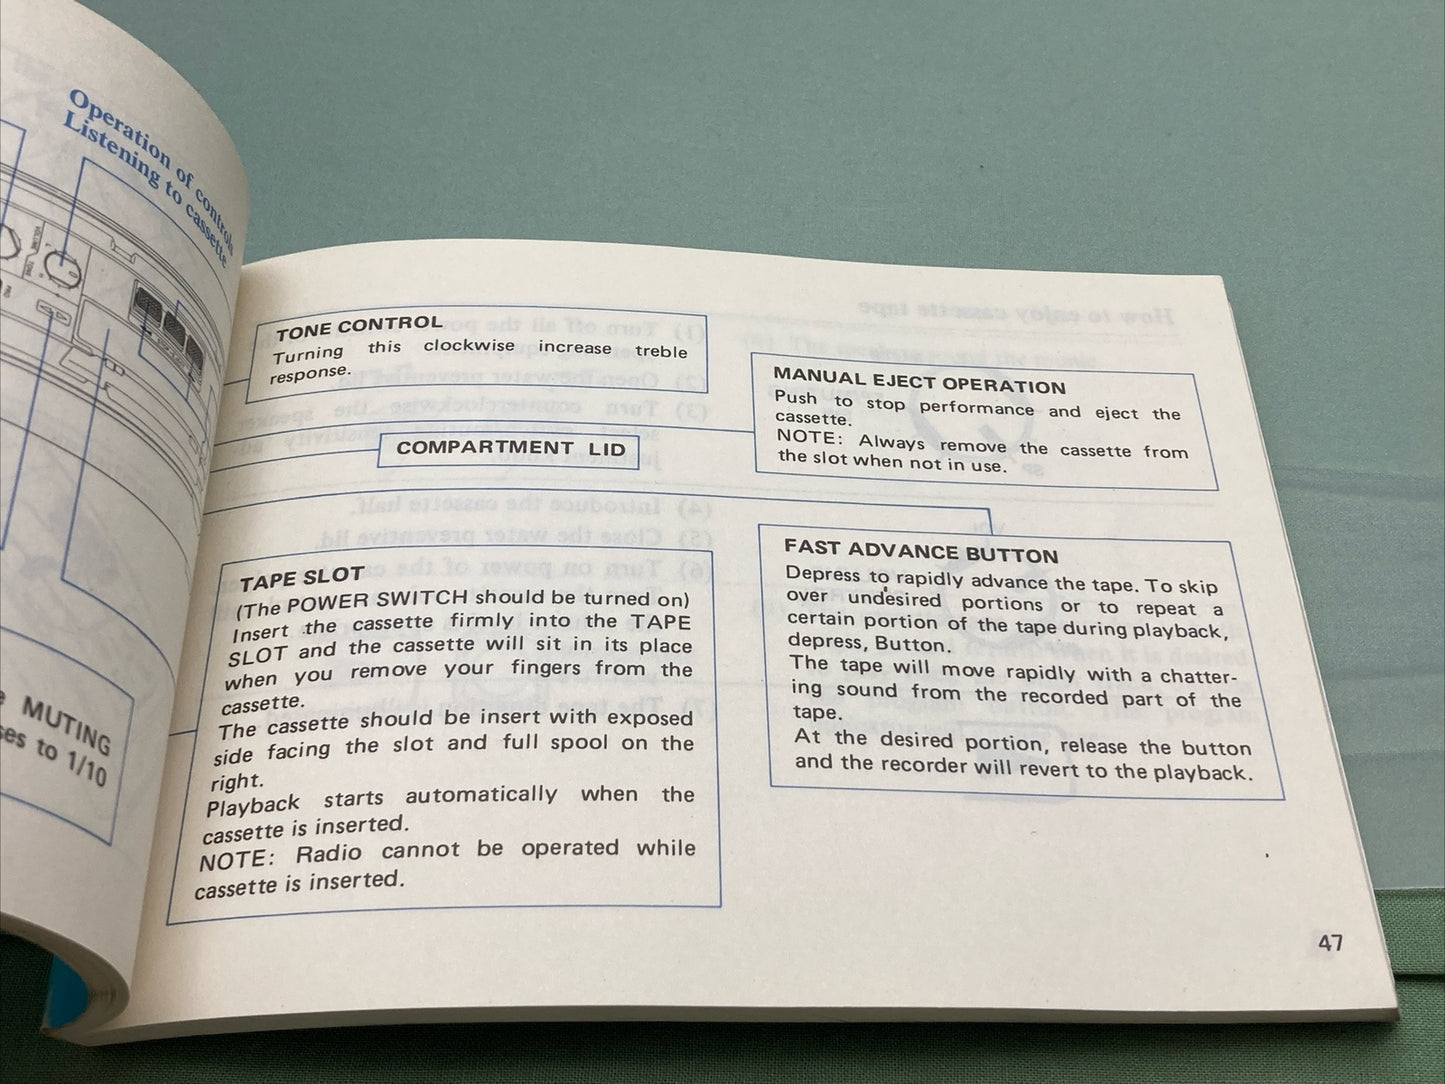 Operation of controls
Listening to cassette
VOLUME
TONE
MUTING
ses to 1/10
TONE CONTROL
Turning this clockwise increase treble
response.
COMPARTMENT LID
TAPE SLOT
(The POWER SWITCH should be turned on)
Insert the cassette firmly into the TAPE
SLOT and the cassette will sit in its place
when you remove your fingers from the
cassette.
The cassette should be insert with exposed
side facing the slot and full spool on the
right.
Playback starts automatically when the
cassette is inserted.
NOTE: Radio cannot be operated while
cassette is inserted.
MANUAL EJECT OPERATION
Push to stop performance and eject the
cassette.
NOTE: Always remove the cassette from
the slot when not in use.
FAST ADVANCE BUTTON
Depress to rapidly advance the tape. To skip
over undesired portions or to repeat a
certain portion of the tape during playback,
depress, Button.
The tape will move rapidly with a chatter-
ing sound from the recorded part of the
tape.
At the desired portion, release the button
and the recorder will revert to the playback.
47